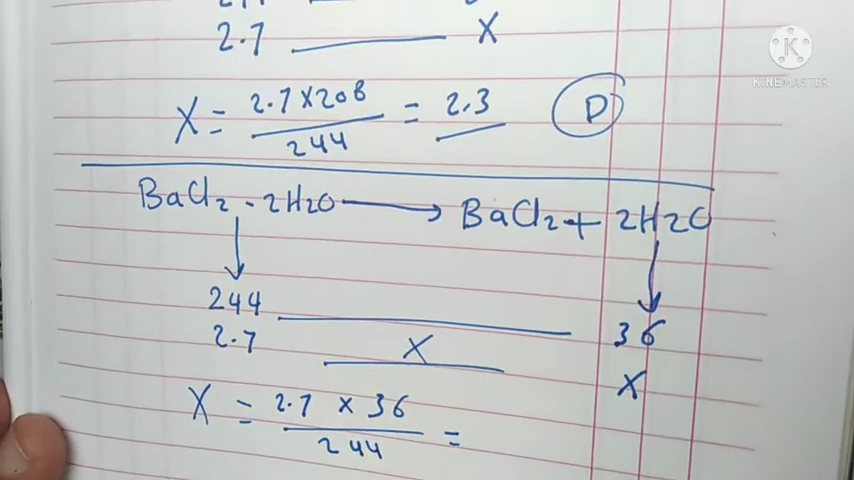 2.7 ——— X
K
KINEMASTER
X = 2.7 X 208 / 244 = 2.3 D
BaCl2 . 2H2O → BaCl2 + 2H2O
244 ——— 36
2.7 X X
X = 2.7 x 36 / 244 =